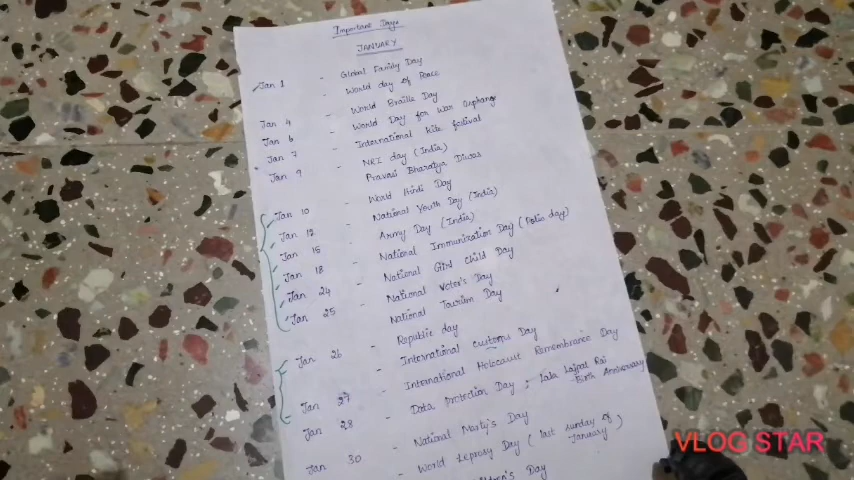 Important Days
JANUARY
Jan 1 - Global Family Day
- World day of Peace
Jan 4 - World Braille Day
Jan 6 - World Day for War Orphans
Jan 7 - International Kite festival
Jan 9 - NRI day (India)
Pravasi Bharatiya Diwas
Jan 10 - World Hindi Day
Jan 12 - National Youth Day (India)
Jan 15 - Army Day (India)
Jan 18 - National Immunization Day (Polio day)
Jan 24 - National Girl Child Day
Jan 25 - National Voter's Day
- National Tourism Day
Jan 26 - Republic day
- International Customs Day
Jan 27 - International Holocaust Remembrance Day
Jan 28 - Data Protection Day ; Lala Lajpat Rai
Birth Anniversary
Jan 30 - National Marty's Day
- World Leprosy Day (last sunday of
January)
Day
VLOG STAR